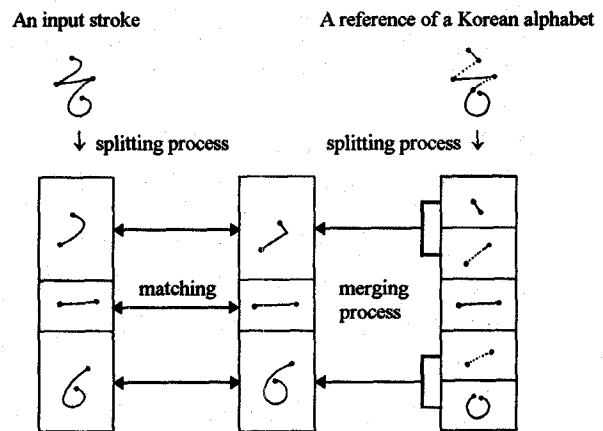 An input stroke
A reference of a Korean alphabet
↓ splitting process
splitting process ↓
matching
merging
process